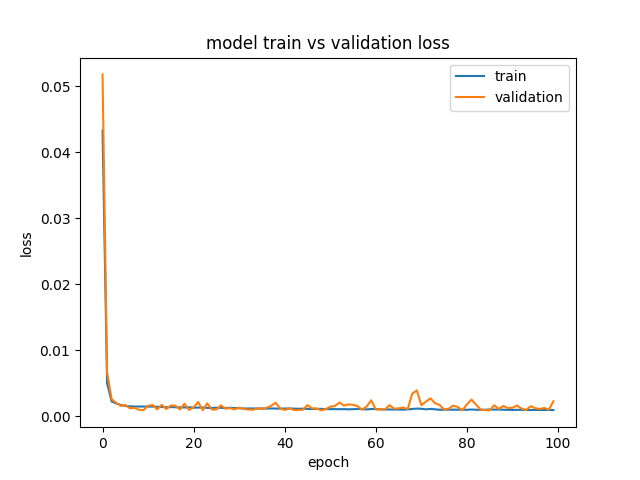 model train vs validation loss
train
validation
0.05
0.04
0.03
0.02
0.01
0.00
loss
0 20 40 60 80 100
epoch